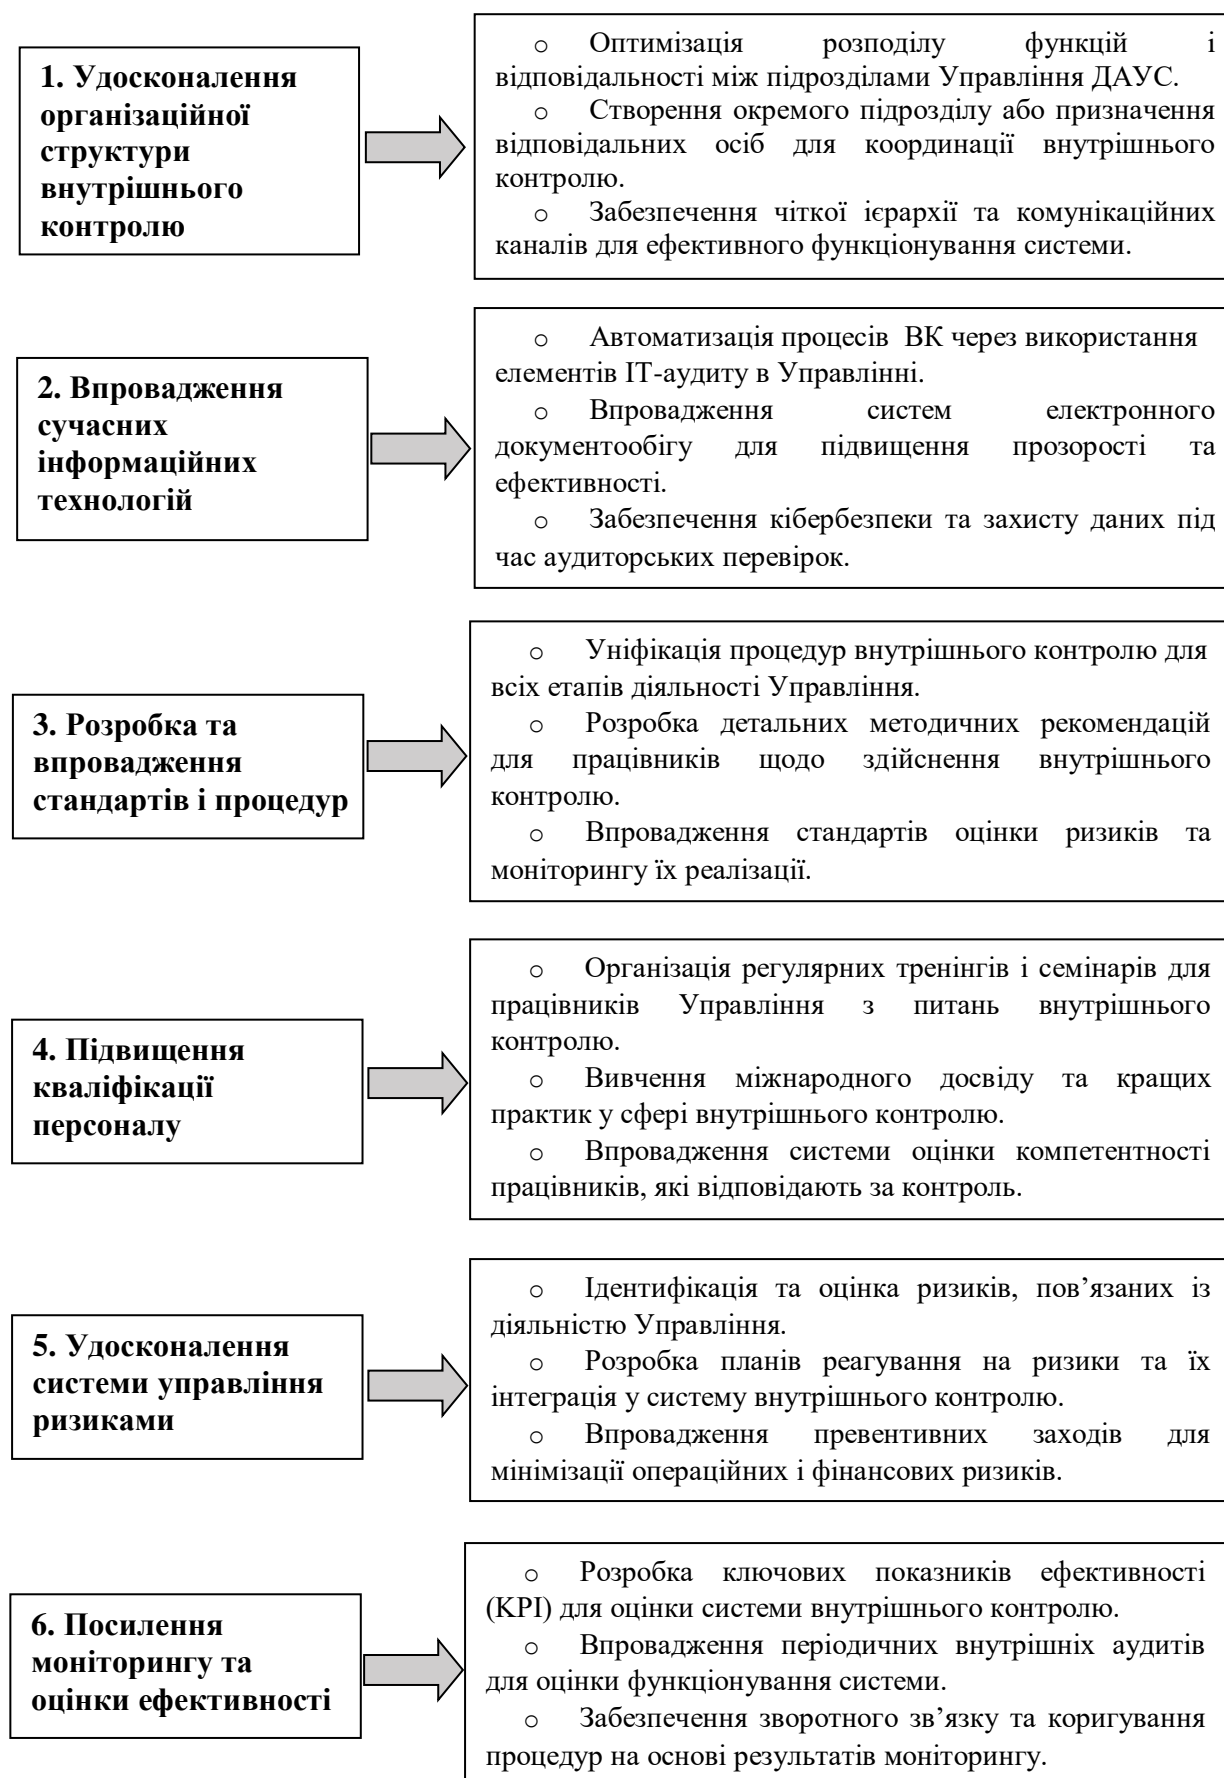 1. Удосконалення
організаційної
структури
внутрішнього
контролю
o Оптимізація розподілу функцій і
відповідальності між підрозділами Управління ДАУС.
o Створення окремого підрозділу або призначення
відповідальних осіб для координації внутрішнього
контролю.
o Забезпечення чіткої ієрархії та комунікаційних
каналів для ефективного функціонування системи.
2. Впровадження
сучасних
інформаційних
технологій
o Автоматизація процесів ВК через використання
елементів ІТ-аудиту в Управлінні.
o Впровадження систем електронного
документообігу для підвищення прозорості та
ефективності.
o Забезпечення кібербезпеки та захисту даних під
час аудиторських перевірок.
3. Розробка та
впровадження
стандартів і процедур
o Уніфікація процедур внутрішнього контролю для
всіх етапів діяльності Управління.
o Розробка детальних методичних рекомендацій
для працівників щодо здійснення внутрішнього
контролю.
o Впровадження стандартів оцінки ризиків та
моніторингу їх реалізації.
4. Підвищення
кваліфікації
персоналу
o Організація регулярних тренінгів і семінарів для
працівників Управління з питань внутрішнього
контролю.
o Вивчення міжнародного досвіду та кращих
практик у сфері внутрішнього контролю.
o Впровадження системи оцінки компетентності
працівників, які відповідають за контроль.
5. Удосконалення
системи управління
ризиками
o Ідентифікація та оцінка ризиків, пов’язаних із
діяльністю Управління.
o Розробка планів реагування на ризики та їх
інтеграція у систему внутрішнього контролю.
o Впровадження превентивних заходів для
мінімізації операційних і фінансових ризиків.
6. Посилення
моніторингу та
оцінки ефективності
o Розробка ключових показників ефективності
(KPI) для оцінки системи внутрішнього контролю.
o Впровадження періодичних внутрішніх аудитів
для оцінки функціонування системи.
o Забезпечення зворотного зв’язку та коригування
процедур на основі результатів моніторингу.